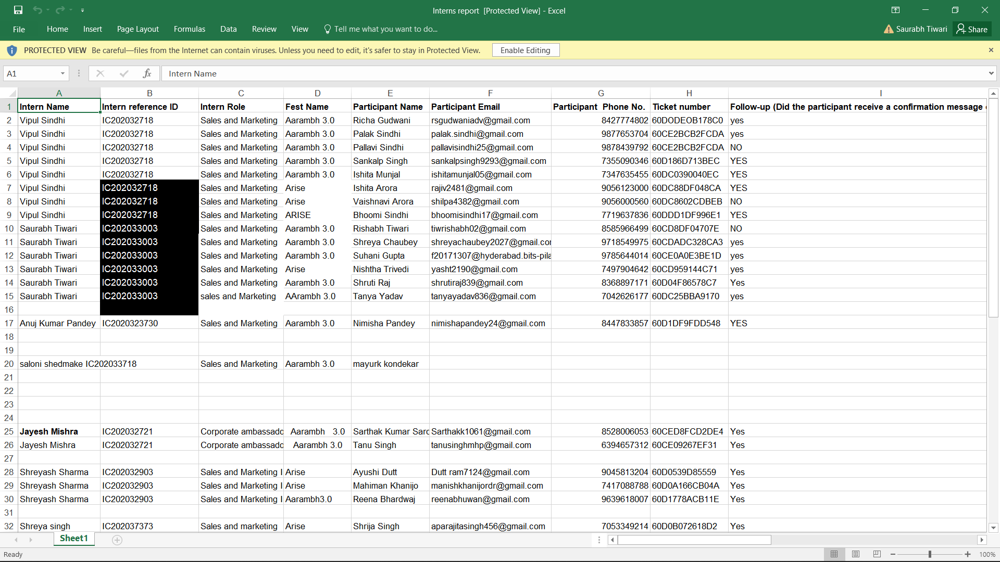 Interns report [Protected View] - Excel
File Home Insert Page Layout Formulas Data Review View Tell me what you want to do... Saurabh Tiwari Share
PROTECTED VIEW Be careful—files from the Internet can contain viruses. Unless you need to edit, it's safer to stay in Protected View. Enable Editing
A1 fx Intern Name
A B C D E F G H I
1 Intern Name Intern reference ID Intern Role Fest Name Participant Name Participant Email Participant Phone No. Ticket number Follow-up (Did the participant receive a confirmation message
2 Vipul Sindhi IC202032718 Sales and Marketing Aarambh 3.0 Richa Gudwani rsgudwaniadv@gmail.com 8427774802 60DODEOB178C0 yes
3 Vipul Sindhi IC202032718 Sales and Marketing Aarambh 3.0 Palak Sindhi palak.sindhi@gmail.com 9877653704 60CE2BCB2FCDA yes
4 Vipul Sindhi IC202032718 Sales and Marketing Aarambh 3.0 Pallavi Sindhi pallavisindhi25@gmail.com 9878439792 60CE2BCB2FCDA NO
5 Vipul Sindhi IC202032718 Sales and Marketing Aarambh 3.0 Sankalp Singh sankalpsingh9293@gmail.com 7355090346 60D186D713BEC YES
6 Vipul Sindhi IC202032718 Sales and Marketing Aarambh 3.0 Ishita Munjal ishitamunjal05@gmail.com 7347635455 60DC0390040EC YES
7 Vipul Sindhi IC202032718 Sales and Marketing Arise Ishita Arora rajiv2481@gmail.com 9056123000 60DC88DF048CA YES
8 Vipul Sindhi IC202032718 Sales and Marketing Arise Vaishnavi Arora shilpa4382@gmail.com 9056000560 60DC8602CDBEB NO
9 Vipul Sindhi IC202032718 Sales and Marketing ARISE Bhoomi Sindhi bhoomisindhi17@gmail.com 7719637836 60DDD1DF996E1 YES
10 Saurabh Tiwari IC202033003 Sales and Marketing Aarambh 3.0 Rishabh Tiwari tiwrishabh02@gmail.com 8585966499 60CD8DF04707E NO
11 Saurabh Tiwari IC202033003 Sales and Marketing Aarambh 3.0 Shreya Chaubey shreyachaubey2027@gmail.cor 9718549975 60CDADC328CA3 yes
12 Saurabh Tiwari IC202033003 Sales and Marketing Aarambh 3.0 Suhani Gupta f20171307@hyderabad.bits-pila 9785644014 60CE0A0E3BE1D yes
13 Saurabh Tiwari IC202033003 Sales and Marketing Arise Nishtha Trivedi yasht2190@gmail.com 7497904642 60CD959144C71 yes
14 Saurabh Tiwari IC202033003 Sales and Marketing Aarambh 3.0 Shruti Raj shrutiraj839@gmail.com 8368897171 60D04F86578C7 Yes
15 Saurabh Tiwari IC202033003 sales and Marketing AArambh 3.0 Tanya Yadav tanyayadav836@gmail.com 7042626177 60DC25BBA9170 yes
16
17 Anuj Kumar Pandey IC2020323730 Sales and Marketing Aarambh 3.0 Nimisha Pandey nimishapandey24@gmail.com 8447833857 60D1DF9FDD548 YES
18
19
20 saloni shedmake IC202033718 Sales and Marketing Aarambh 3.0 mayurk kondekar
21
22
23
24
25 Jayesh Mishra IC202032721 Corporate ambassado Aarambh 3.0 Sarthak Kumar Sarc Sarthakk1061@gmail.com 8528006053 60CED8FCD2DE4 Yes
26 Jayesh Mishra IC202032721 Corporate ambassado Aarambh 3.0 Tanu Singh tanusinghmhp@gmail.com 6394657312 60CE09267EF31 Yes
27
28 Shreyash Sharma IC202032903 Sales and Marketing I Arise Ayushi Dutt Dutt ram7124@gmail.com 9045813204 60D0539D85559 Yes
29 Shreyash Sharma IC202032903 Sales and Marketing I Arise Mahiman Khanijo manishkhanijordr@gmail.com 7417088788 60D0A166CB04A Yes
30 Shreyash Sharma IC202032903 Sales and Marketing I Aarambh3.0 Reena Bhardwaj reenabhuwan@gmail.com 9639618007 60D1778ACB11E Yes
31
32 Shreya singh IC202037373 Sales and marketing Arise Shrija Singh aparajitasingh456@gmail.com 7053349214 60D0B072618D2 Yes
Sheet1
Ready 100%